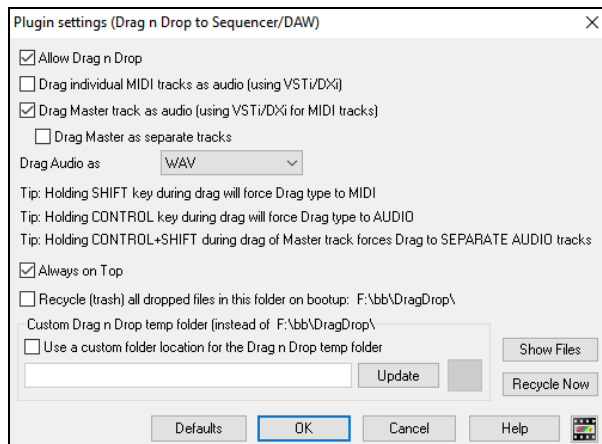 Plugin settings (Drag n Drop to Sequencer/DAW)
Allow Drag n Drop
Drag individual MIDI tracks as audio (using VSTi/DXi)
Drag Master track as audio (using VSTi/DXi for MIDI tracks)
Drag Master as separate tracks
Drag Audio as WAV
Tip: Holding SHIFT key during drag will force Drag type to MIDI
Tip: Holding CONTROL key during drag will force Drag type to AUDIO
Tip: Holding CONTROL+SHIFT during drag of Master track forces Drag to SEPARATE AUDIO tracks
Always on Top
Recycle (trash) all dropped files in this folder on bootup: F:\bb\DragDrop\
Custom Drag n Drop temp folder (instead of F:\bb\DragDrop\
Use a custom folder location for the Drag n Drop temp folder
Update
Show Files
Recycle Now
Defaults OK Cancel Help